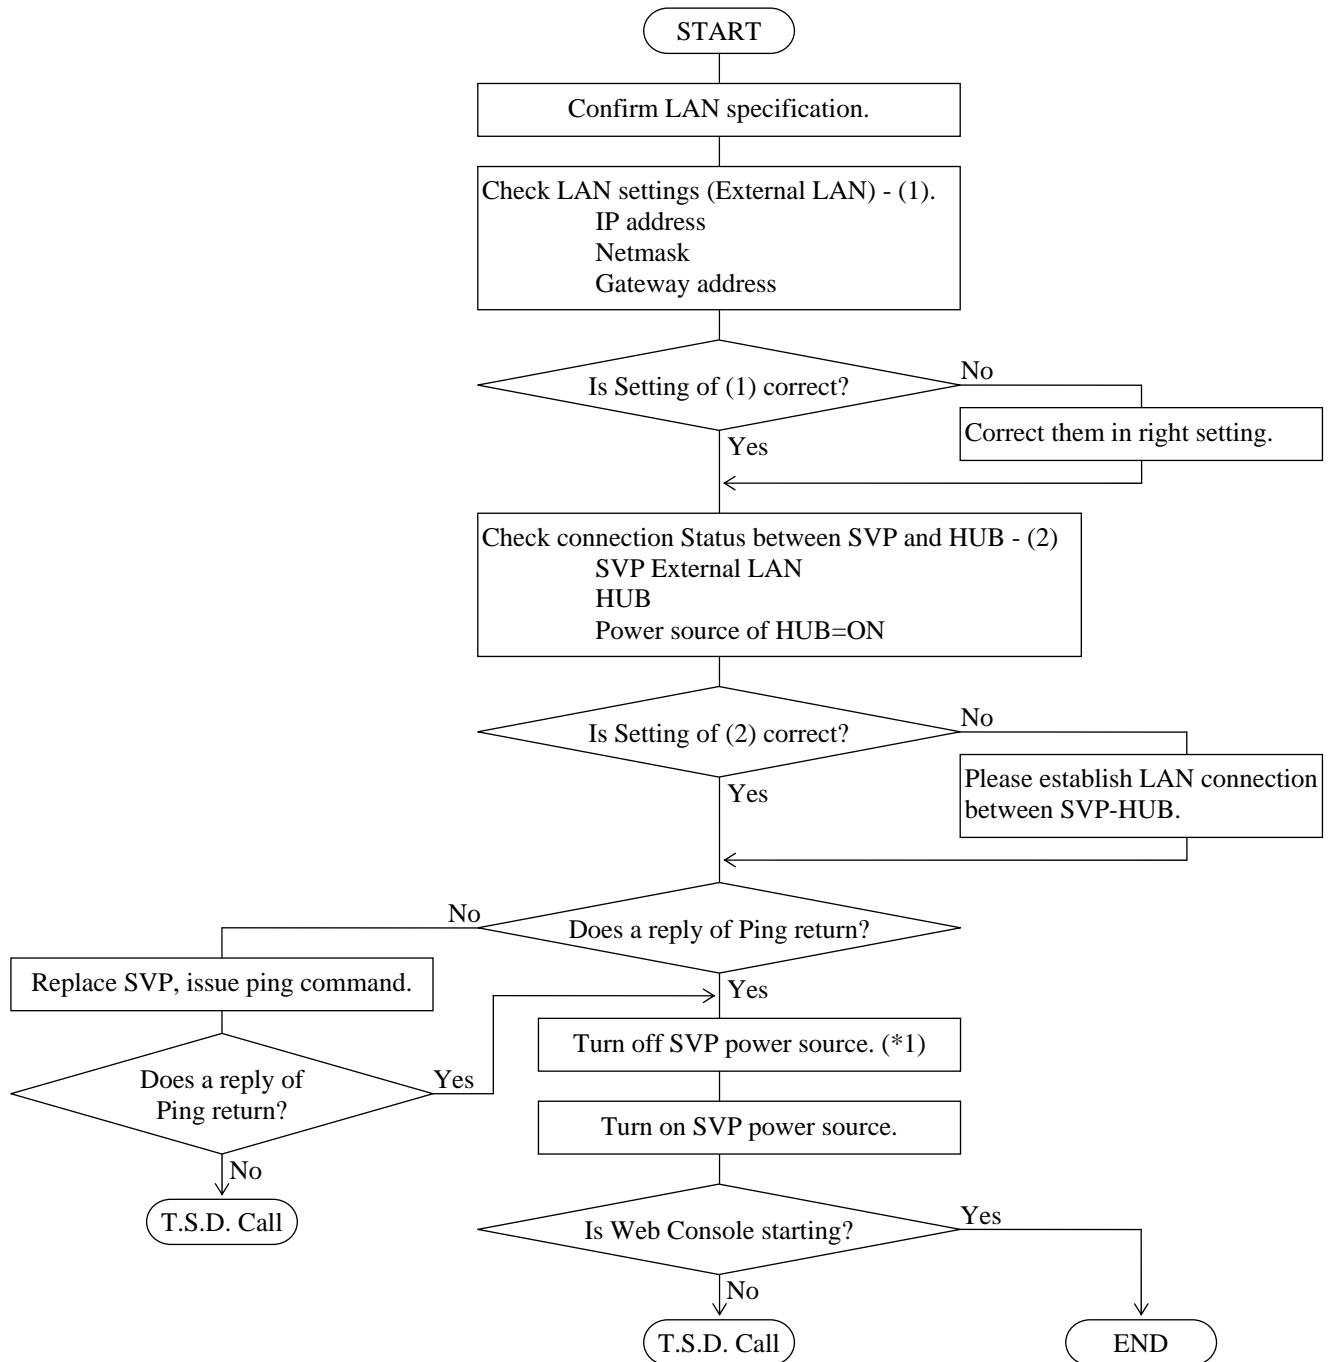 START
Confirm LAN specification.
Check LAN settings (External LAN) - (1).
IP address
Netmask
Gateway address
Is Setting of (1) correct?
No
Correct them in right setting.
Yes
Check connection Status between SVP and HUB - (2)
SVP External LAN
HUB
Power source of HUB=ON
Is Setting of (2) correct?
No
Please establish LAN connection
between SVP-HUB.
Yes
Does a reply of Ping return?
No
Replace SVP, issue ping command.
Yes
Turn off SVP power source. (*1)
Does a reply of
Ping return?
Yes
Turn on SVP power source.
No
T.S.D. Call
Is Web Console starting?
Yes
No
T.S.D. Call
END